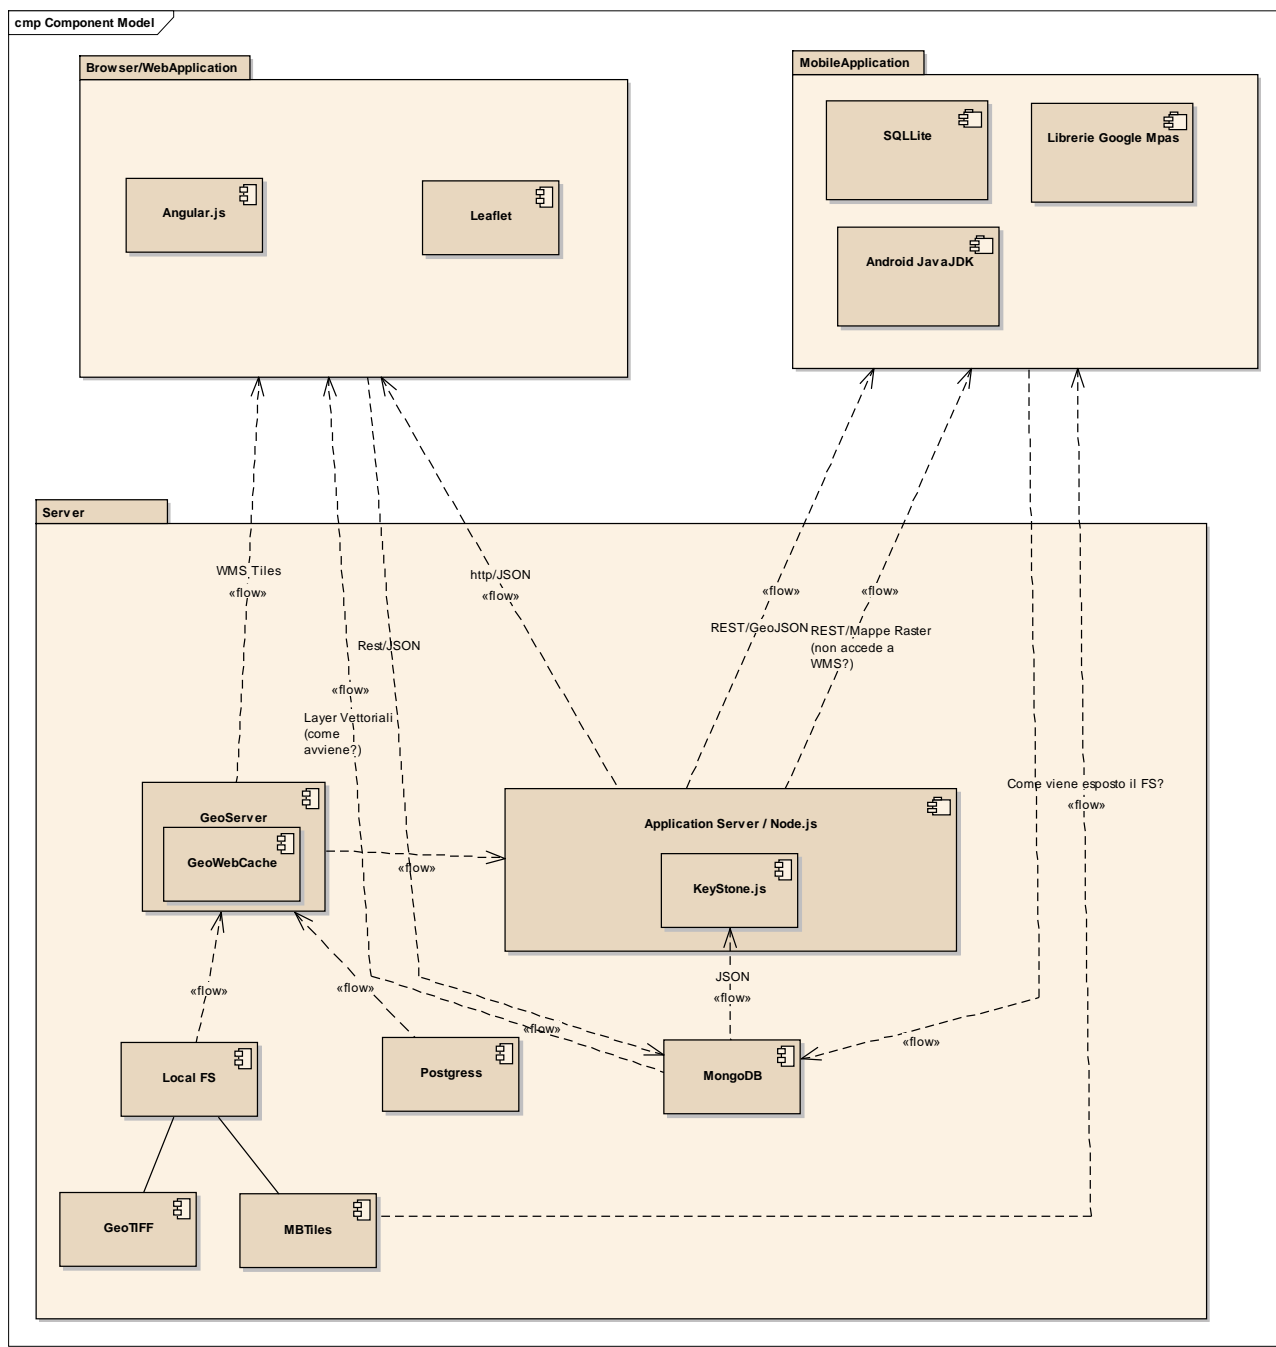 cmp Component Model
Browser/WebApplication
MobileApplication
SQLLite
Librerie Google Mpas
Angular.js
Leaflet
Android JavaJDK
Server
WMS Tiles
«flow»
http/JSON
«flow»
«flow»
«flow»
REST/GeoJSON
REST/Mappe Raster
(non accede a
WMS?)
Rest/JSON
«flow»
Layer Vettoriali
(come
avviene?)
Come viene esposto il FS?
«flow»
GeoServer
GeoWebCache
Application Server / Node.js
KeyStone.js
«flow»
JSON
«flow»
«flow»
«flow»
«flow»
«flow»
Local FS
Postgress
MongoDB
GeoTIFF
MBTiles